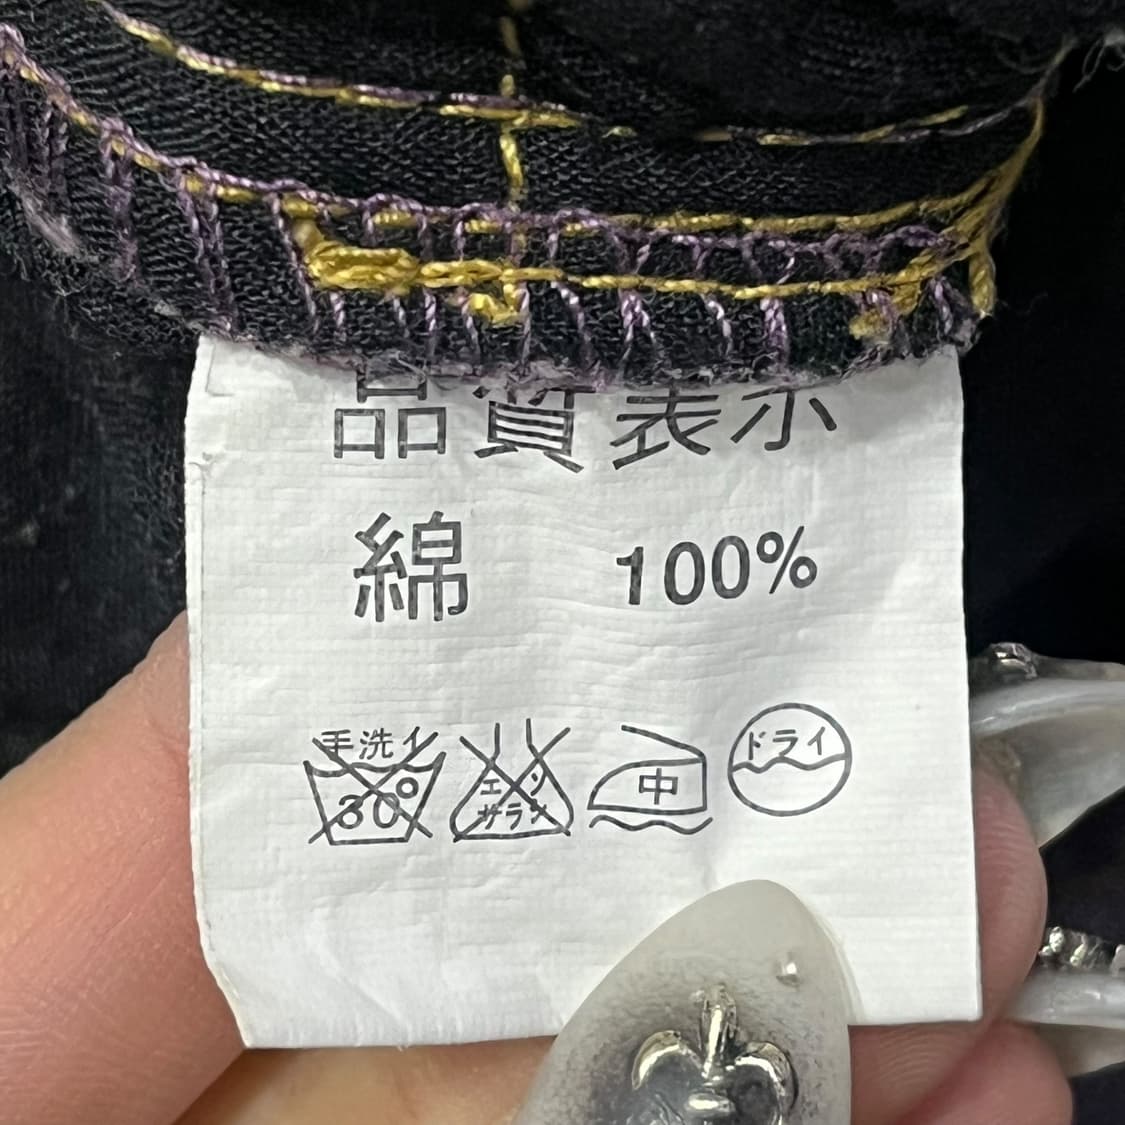 品質表示
綿 100%
手洗イ 30° エンソ サラシ 中 ドライ